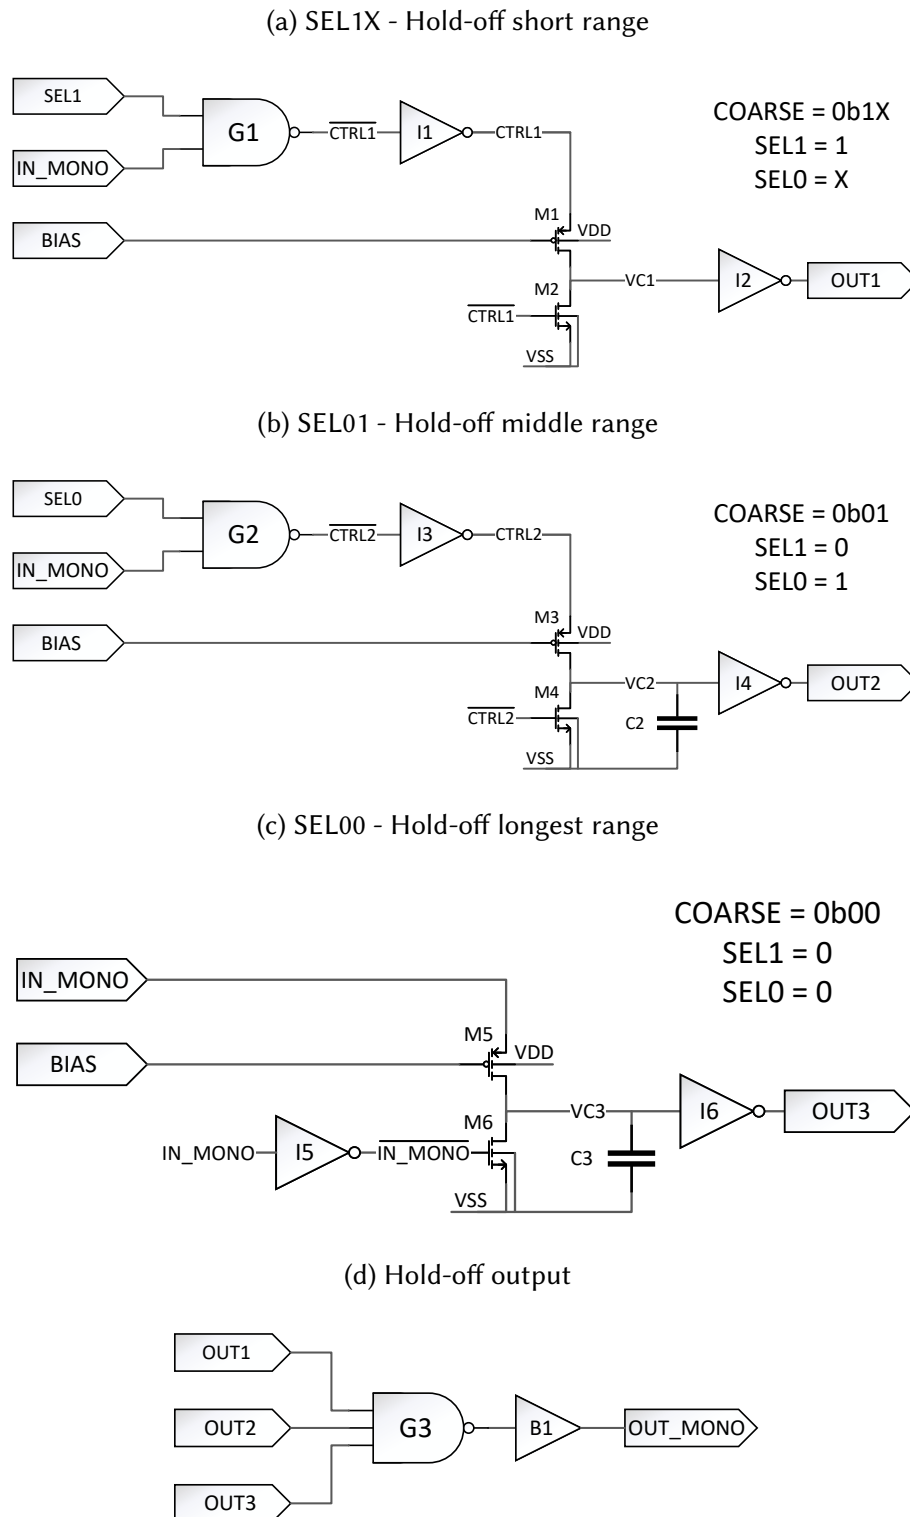 (a) SEL1X - Hold-off short range
SEL1
G1
CTRL1
I1
CTRL1
COARSE = 0b1X
SEL1 = 1
SEL0 = X
IN_MONO
M1
BIAS
VDD
VC1
I2
OUT1
M2
CTRL1
VSS
(b) SEL01 - Hold-off middle range
SEL0
G2
CTRL2
I3
CTRL2
COARSE = 0b01
SEL1 = 0
SEL0 = 1
IN_MONO
M3
BIAS
VDD
VC2
I4
OUT2
M4
CTRL2
C2
VSS
(c) SEL00 - Hold-off longest range
COARSE = 0b00
SEL1 = 0
SEL0 = 0
IN_MONO
M5
BIAS
VDD
VC3
I6
OUT3
M6
IN_MONO
I5
IN_MONO
C3
VSS
(d) Hold-off output
OUT1
OUT2
G3
B1
OUT_MONO
OUT3